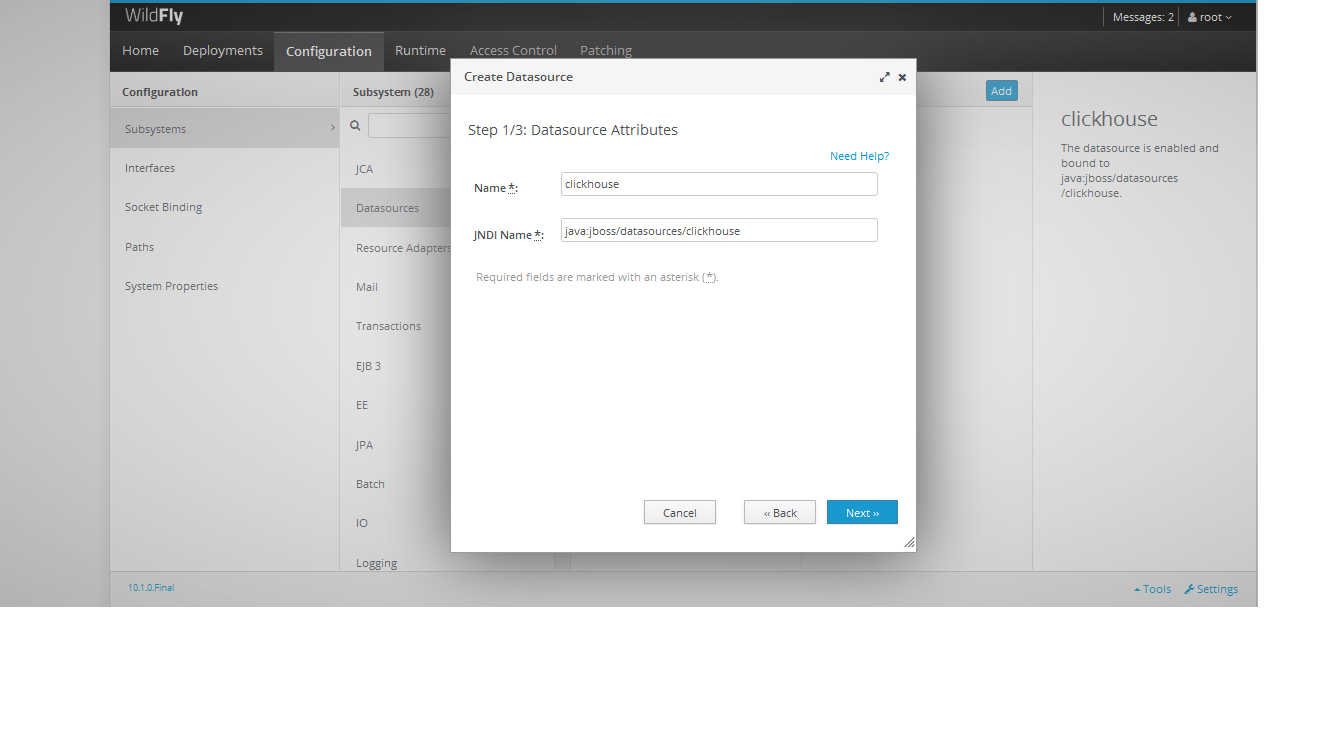 WildFly
Messages: 2
root
Home
Deployments
Configuration
Runtime
Access Control
Patching
Configuration
Subsystems
Interfaces
Socket Binding
Paths
System Properties
Subsystem (28)
JCA
Datasources
Resource Adapters
Mail
Transactions
EJB 3
EE
JPA
Batch
IO
Logging
Create Datasource
Step 1/3: Datasource Attributes
Need Help?
Name *: clickhouse
JNDI Name *: java:jboss/datasources/clickhouse
Required fields are marked with an asterisk (*).
Cancel
‹‹ Back
Next ››
Add
clickhouse
The datasource is enabled and
bound to
java:jboss/datasources
/clickhouse.
10.1.0.Final
Tools
Settings